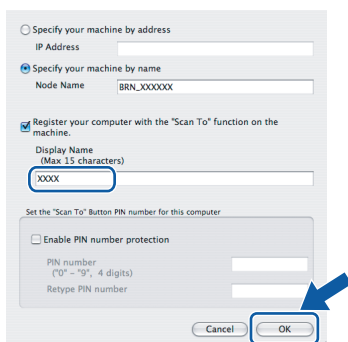 Specify your machine by address
IP Address
Specify your machine by name
Node Name BRN_XXXXXX
Register your computer with the "Scan To" function on the
machine.
Display Name
(Max 15 characters)
XXXX
Set the "Scan To" Button PIN number for this computer
Enable PIN number protection
PIN number
("0" – "9", 4 digits)
Retype PIN number
Cancel OK